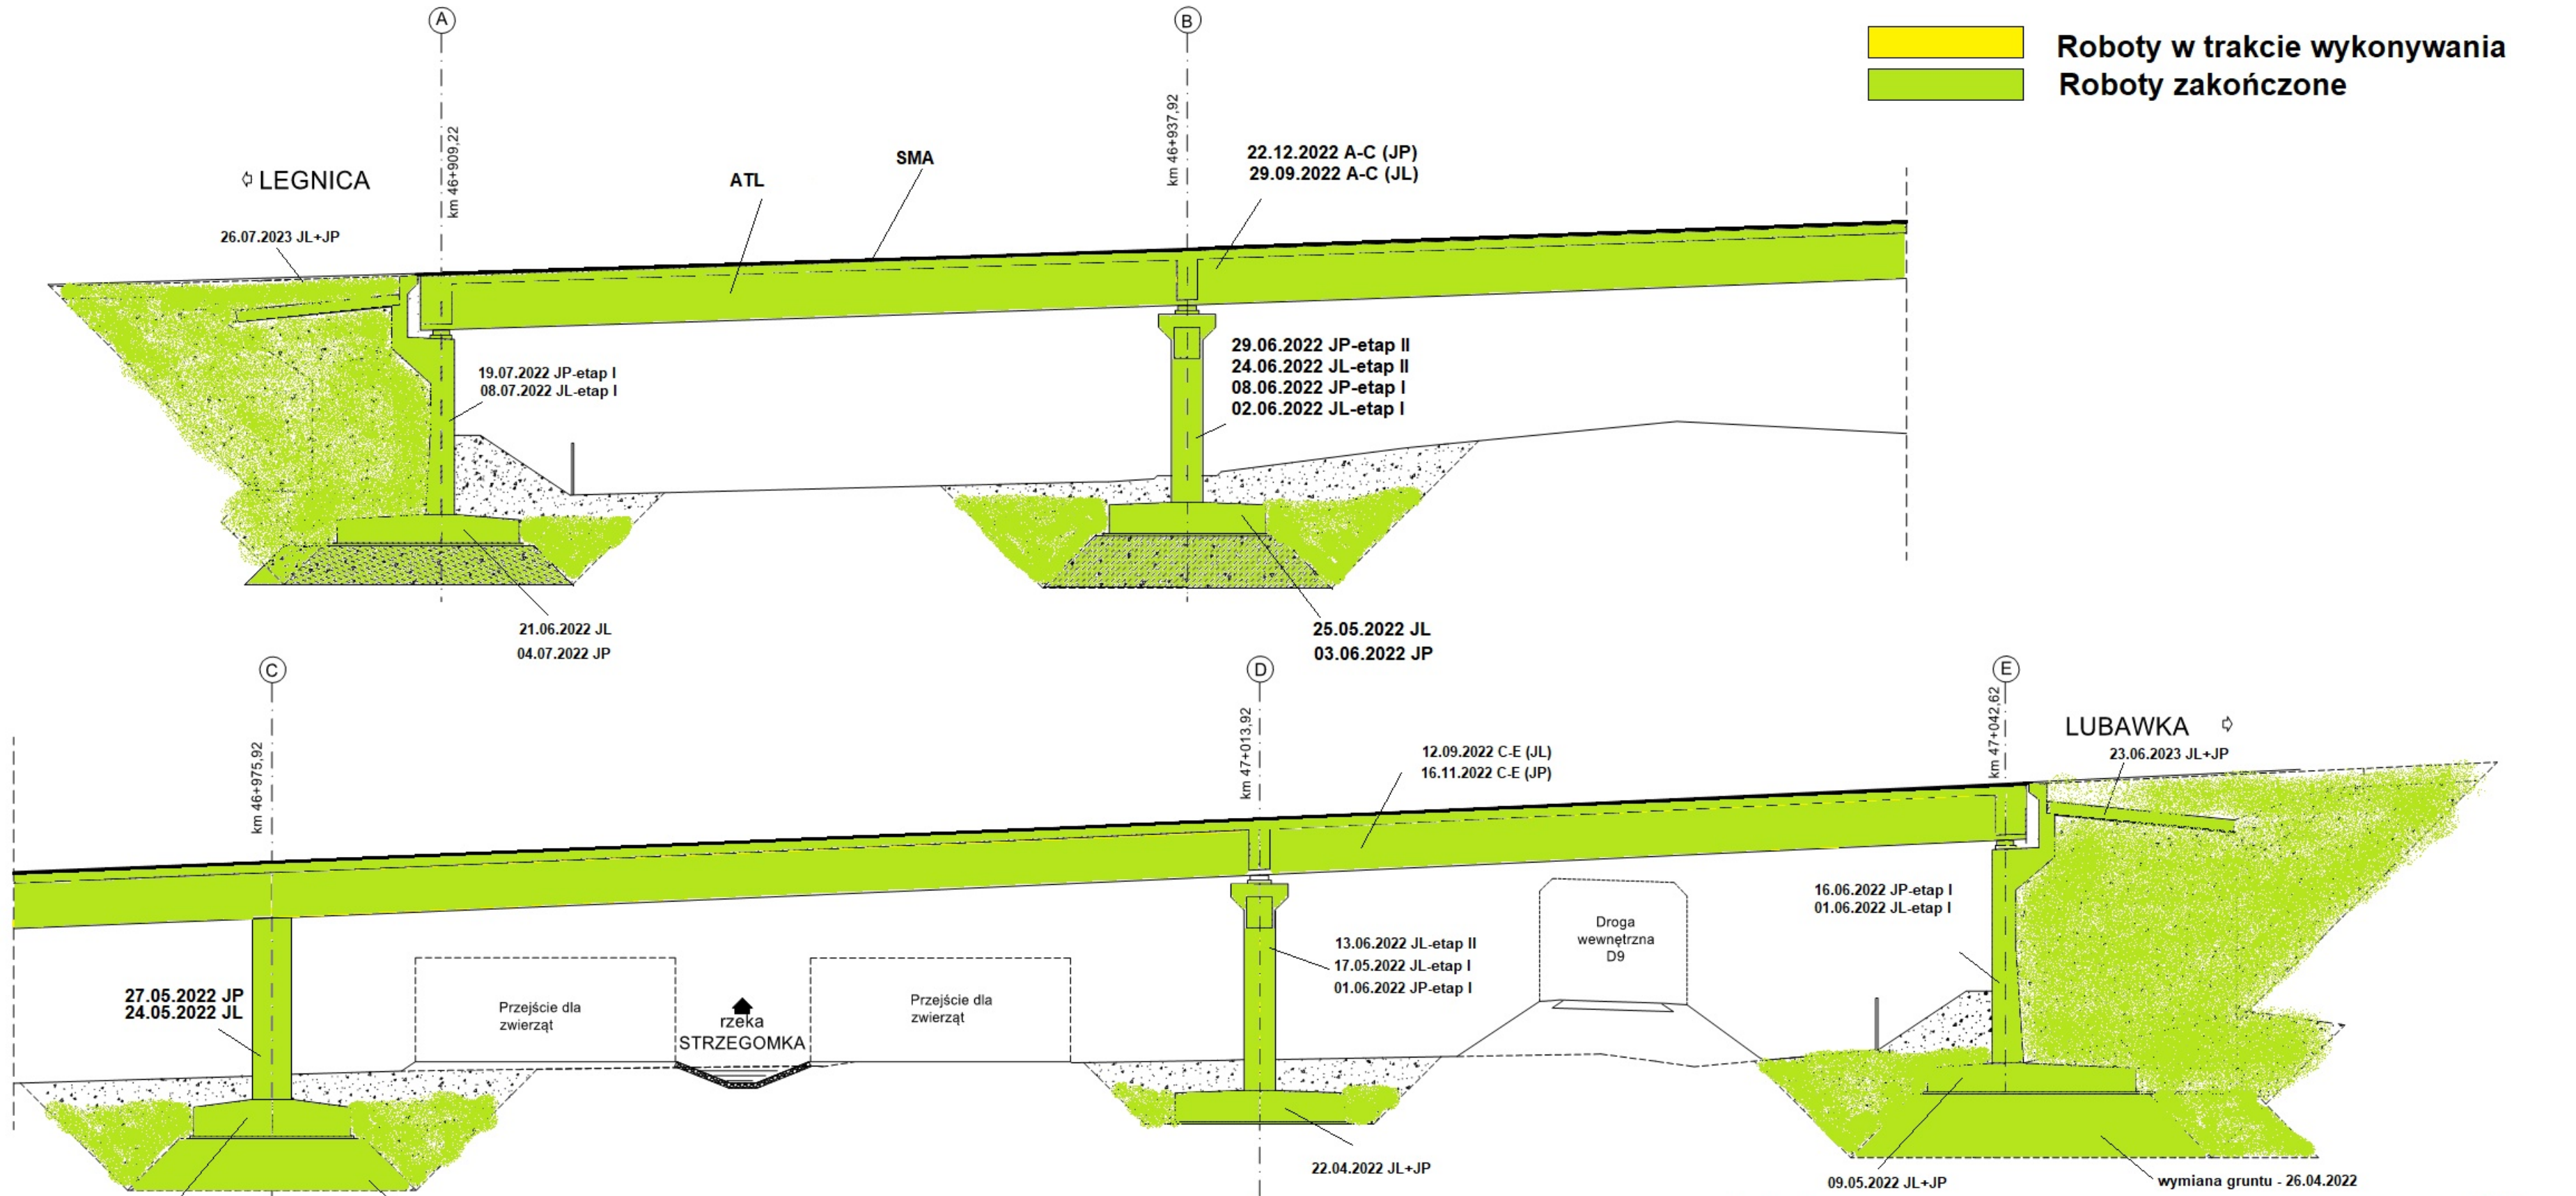 A
B
Roboty w trakcie wykonywania
Roboty zakończone
km 46+909,22
km 46+937,92
22.12.2022 A-C (JP)
29.09.2022 A-C (JL)
SMA
ATL
LEGNICA
26.07.2023 JL+JP
19.07.2022 JP-etap I
08.07.2022 JL-etap I
29.06.2022 JP-etap II
24.06.2022 JL-etap II
08.06.2022 JP-etap I
02.06.2022 JL-etap I
21.06.2022 JL
04.07.2022 JP
25.05.2022 JL
03.06.2022 JP
C
D
E
km 46+975,92
km 47+013,92
km 47+042,62
LUBAWKA
23.06.2023 JL+JP
12.09.2022 C-E (JL)
16.11.2022 C-E (JP)
16.06.2022 JP-etap I
01.06.2022 JL-etap I
Droga
wewnętrzna
D9
13.06.2022 JL-etap II
17.05.2022 JL-etap I
01.06.2022 JP-etap I
27.05.2022 JP
24.05.2022 JL
Przejście dla
zwierząt
rzeka
STRZEGOMKA
Przejście dla
zwierząt
22.04.2022 JL+JP
09.05.2022 JL+JP
wymiana gruntu - 26.04.2022